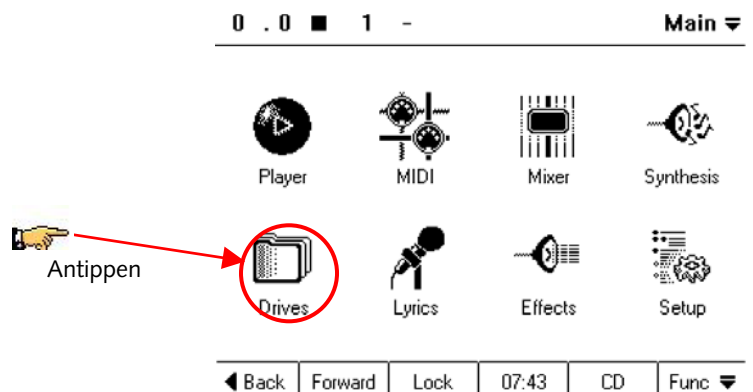 0 . 0 ■ 1 - Main
Player MIDI Mixer Synthesis
Antippen
Drives Lyrics Effects Setup
Back Forward Lock 07:43 CD Func